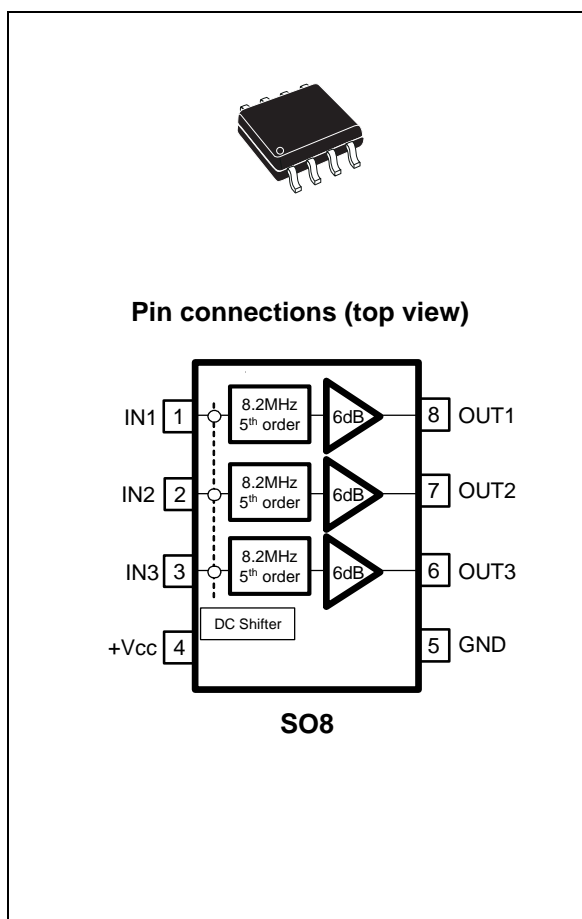 Pin connections (top view)
IN1 1 8.2MHz 5th order 6dB 8 OUT1
IN2 2 8.2MHz 5th order 6dB 7 OUT2
IN3 3 8.2MHz 5th order 6dB 6 OUT3
DC Shifter
+Vcc 4 5 GND
SO8